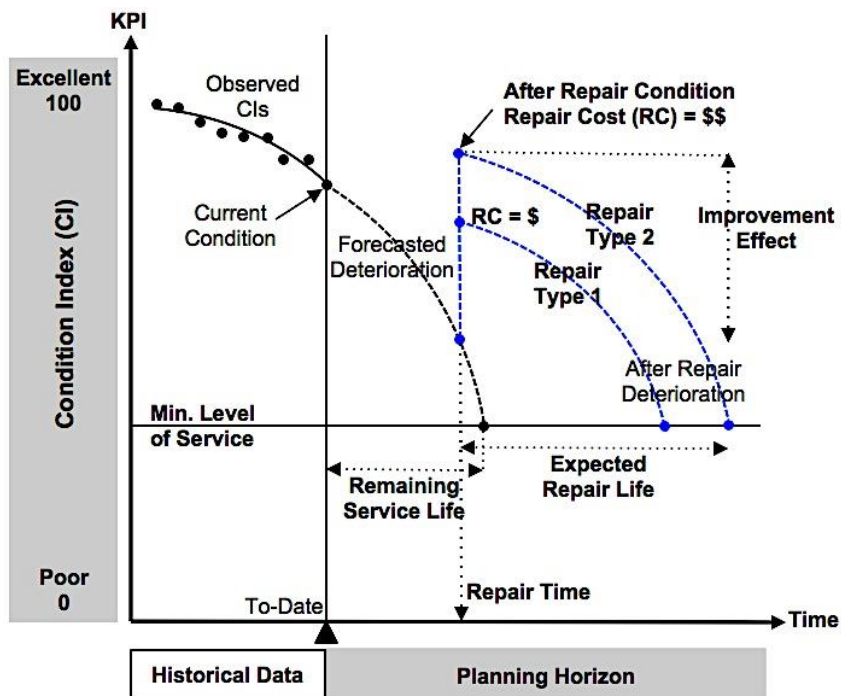 KPI
Excellent
100
Observed
CIs
After Repair Condition
Repair Cost (RC) = $$
Current
Condition
RC = $
Repair
Type 2
Improvement
Effect
Forecasted
Deterioration
Repair
Type 1
Condition Index (CI)
After Repair
Deterioration
Min. Level
of Service
Remaining
Service Life
Expected
Repair Life
Poor
0
To-Date
Repair Time
Time
Historical Data
Planning Horizon